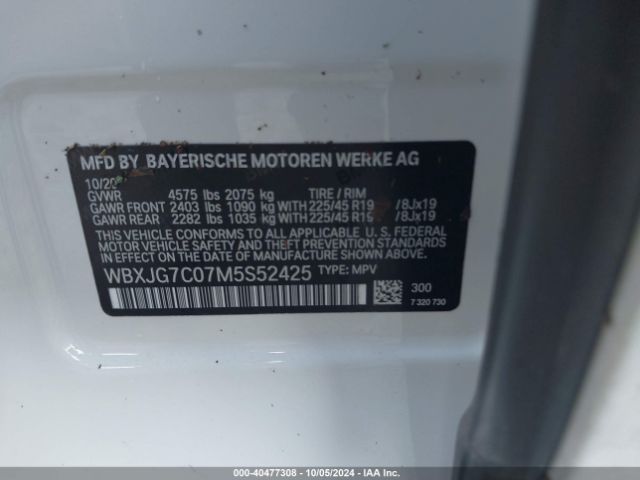 MFD BY BAYERISCHE MOTOREN WERKE AG
10/20
GVWR 4575 lbs 2075 kg TIRE / RIM
GAWR FRONT 2403 lbs 1090 kg WITH 225/45 R19 /8Jx19
GAWR REAR 2282 lbs 1035 kg WITH 225/45 R19 /8Jx19
THIS VEHICLE CONFORMS TO ALL APPLICABLE U. S. FEDERAL
MOTOR VEHICLE SAFETY, BUMPER, AND THEFT PREVENTION
STANDARDS IN EFFECT ON THE DATE OF MANUFACTURE SHOWN ABOVE.
WBXJG7C07M5S52425 TYPE: MPV
300
7 320 730
000-40477308 - 10/05/2024 - IAA Inc.